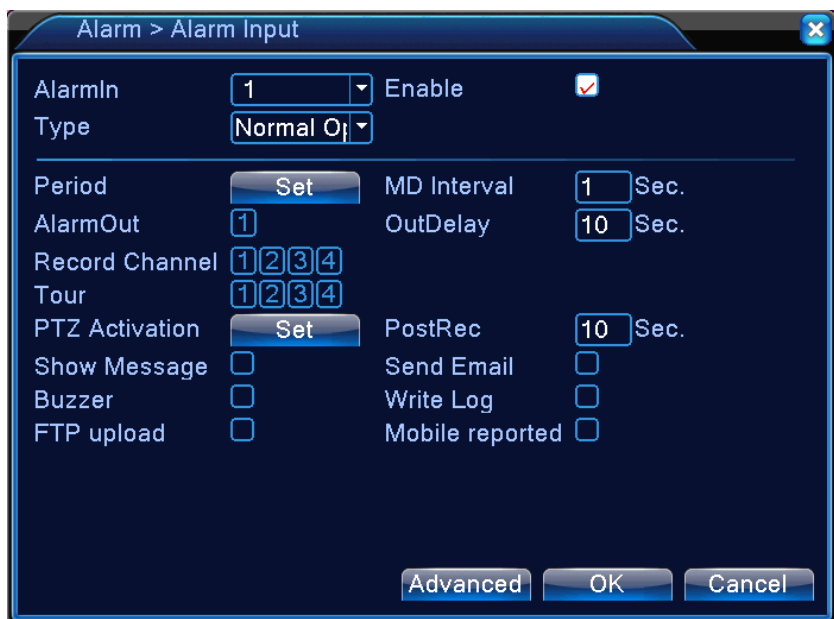 Alarm > Alarm Input
AlarmIn 1 Enable
Type Normal Op
Period Set MD Interval 1 Sec.
AlarmOut 1 OutDelay 10 Sec.
Record Channel 1 2 3 4
Tour 1 2 3 4
PTZ Activation Set PostRec 10 Sec.
Show Message Send Email
Buzzer Write Log
FTP upload Mobile reported
Advanced OK Cancel